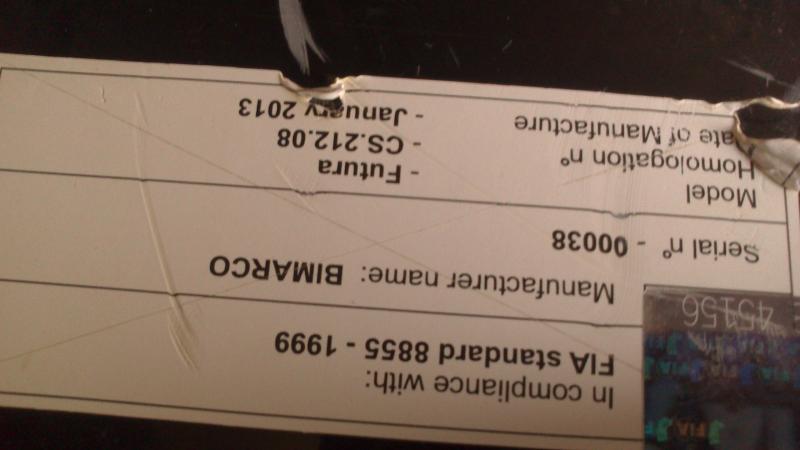 FIA
In compliance with:
FIA standard 8855 - 1999
45156
Manufacturer name: BIMARCO
Serial n° - 00038
Model - Futura
Homologation n° - CS.212.08
Date of Manufacture - January 2013